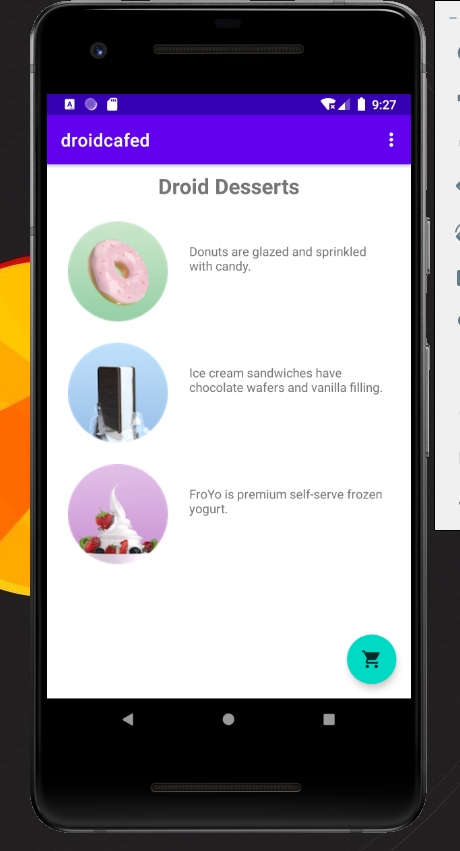 A
9:27
droidcafed
Droid Desserts
Donuts are glazed and sprinkled
with candy.
Ice cream sandwiches have
chocolate wafers and vanilla filling.
FroYo is premium self-serve frozen
yogurt.